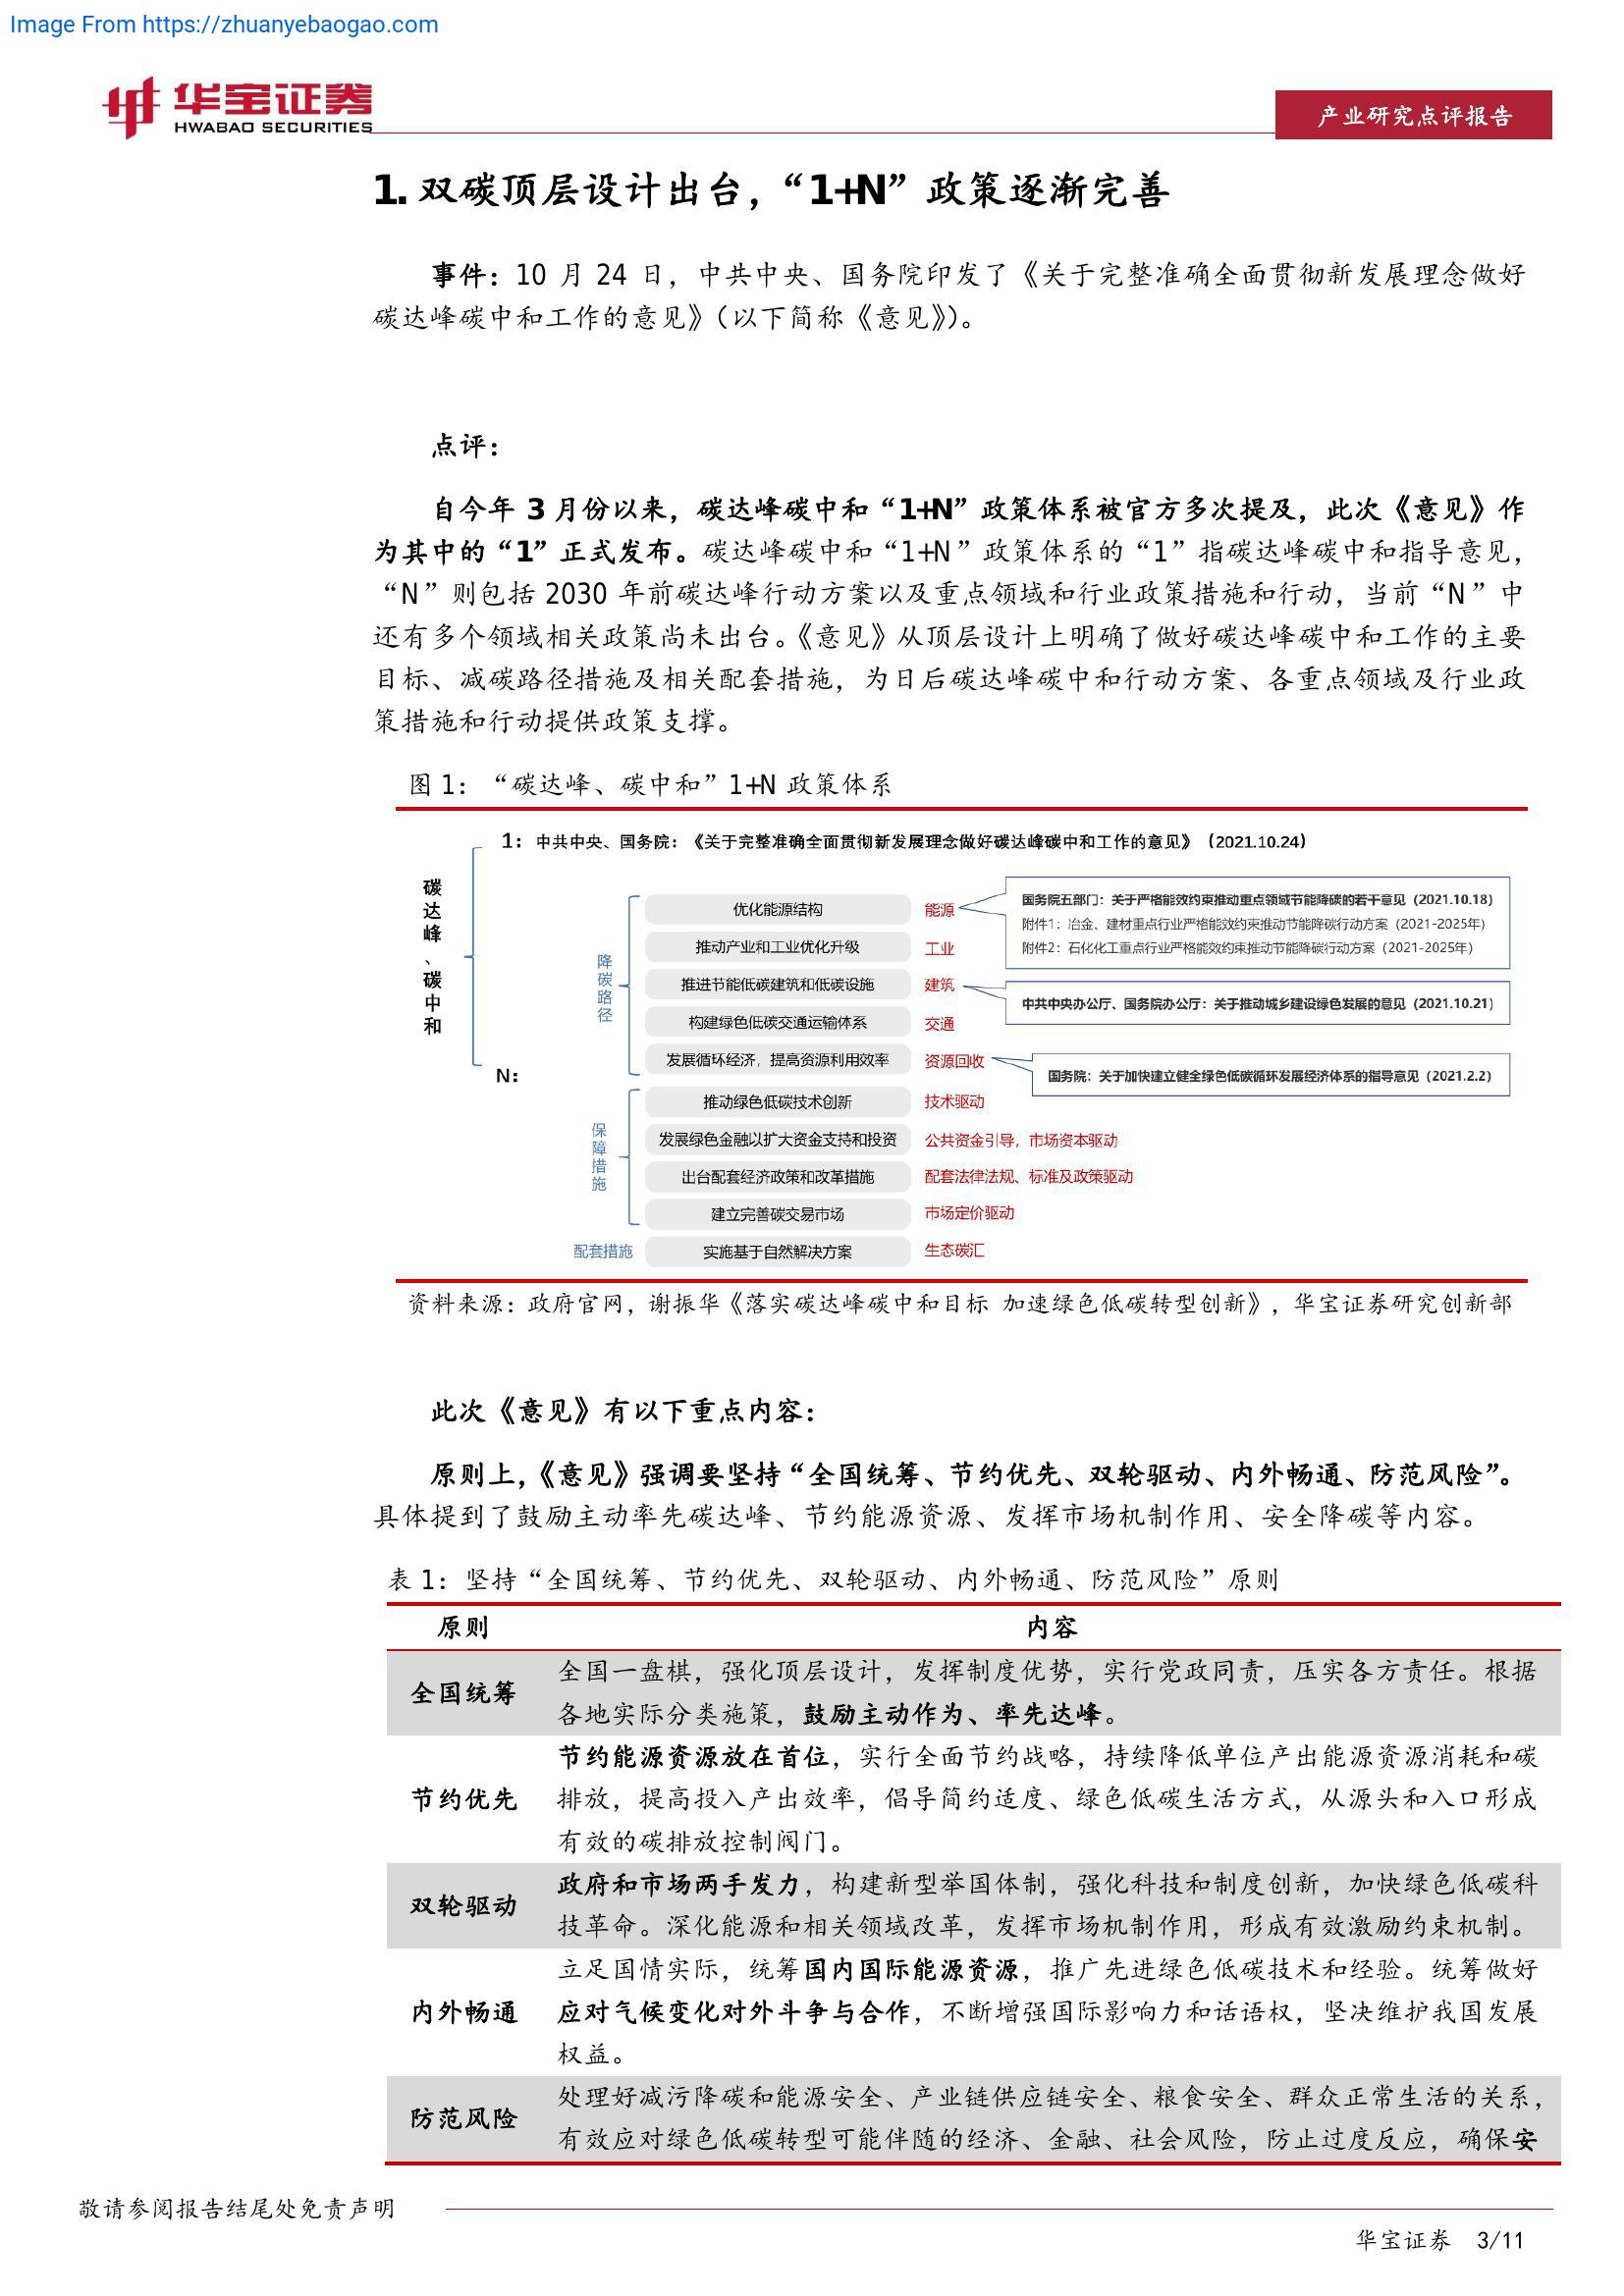 Image From https://zhuanyebaogao.com
华宝证券
HWABAO SECURITIES
产业研究点评报告
1. 双碳顶层设计出台，“1+N”政策逐渐完善
事件：10 月 24 日，中共中央、国务院印发了《关于完整准确全面贯彻新发展理念做好
碳达峰碳中和工作的意见》（以下简称《意见》）。
点评：
自今年 3 月份以来，碳达峰碳中和“1+N”政策体系被官方多次提及，此次《意见》作
为其中的“1”正式发布。碳达峰碳中和“1+N”政策体系的“1”指碳达峰碳中和指导意见，
“N”则包括 2030 年前碳达峰行动方案以及重点领域和行业政策措施和行动，当前“N”中
还有多个领域相关政策尚未出台。《意见》从顶层设计上明确了做好碳达峰碳中和工作的主要
目标、减碳路径措施及相关配套措施，为日后碳达峰碳中和行动方案、各重点领域及行业政
策措施和行动提供政策支撑。
图 1：“碳达峰、碳中和”1+N 政策体系
碳达峰、碳中和
1：中共中央、国务院：《关于完整准确全面贯彻新发展理念做好碳达峰碳中和工作的意见》（2021.10.24）
N：
降碳路径
优化能源结构 能源
推动产业和工业优化升级 工业
推进节能低碳建筑和低碳设施 建筑
构建绿色低碳交通运输体系 交通
发展循环经济，提高资源利用效率 资源回收
国务院五部门：关于严格能效约束推动重点领域节能降碳的若干意见（2021.10.18）
附件1：冶金、建材重点行业严格能效约束推动节能降碳行动方案（2021-2025年）
附件2：石化化工重点行业严格能效约束推动节能降碳行动方案（2021-2025年）
中共中央办公厅、国务院办公厅：关于推动城乡建设绿色发展的意见（2021.10.21）
国务院：关于加快建立健全绿色低碳循环发展经济体系的指导意见（2021.2.2）
保障措施
推动绿色低碳技术创新 技术驱动
发展绿色金融以扩大资金支持和投资 公共资金引导，市场资本驱动
出台配套经济政策和改革措施 配套法律法规、标准及政策驱动
建立完善碳交易市场 市场定价驱动
配套措施 实施基于自然解决方案 生态碳汇
资料来源：政府官网，谢振华《落实碳达峰碳中和目标 加速绿色低碳转型创新》，华宝证券研究创新部
此次《意见》有以下重点内容：
原则上，《意见》强调要坚持“全国统筹、节约优先、双轮驱动、内外畅通、防范风险”。
具体提到了鼓励主动率先碳达峰、节约能源资源、发挥市场机制作用、安全降碳等内容。
表 1：坚持“全国统筹、节约优先、双轮驱动、内外畅通、防范风险”原则
原则 内容
全国统筹
全国一盘棋，强化顶层设计，发挥制度优势，实行党政同责，压实各方责任。根据
各地实际分类施策，鼓励主动作为、率先达峰。
节约优先
节约能源资源放在首位，实行全面节约战略，持续降低单位产出能源资源消耗和碳
排放，提高投入产出效率，倡导简约适度、绿色低碳生活方式，从源头和入口形成
有效的碳排放控制阀门。
双轮驱动
政府和市场两手发力，构建新型举国体制，强化科技和制度创新，加快绿色低碳科
技革命。深化能源和相关领域改革，发挥市场机制作用，形成有效激励约束机制。
内外畅通
立足国情实际，统筹国内国际能源资源，推广先进绿色低碳技术和经验。统筹做好
应对气候变化对外斗争与合作，不断增强国际影响力和话语权，坚决维护我国发展
权益。
防范风险
处理好减污降碳和能源安全、产业链供应链安全、粮食安全、群众正常生活的关系，
有效应对绿色低碳转型可能伴随的经济、金融、社会风险，防止过度反应，确保安
敬请参阅报告结尾处免责声明
华宝证券 3/11